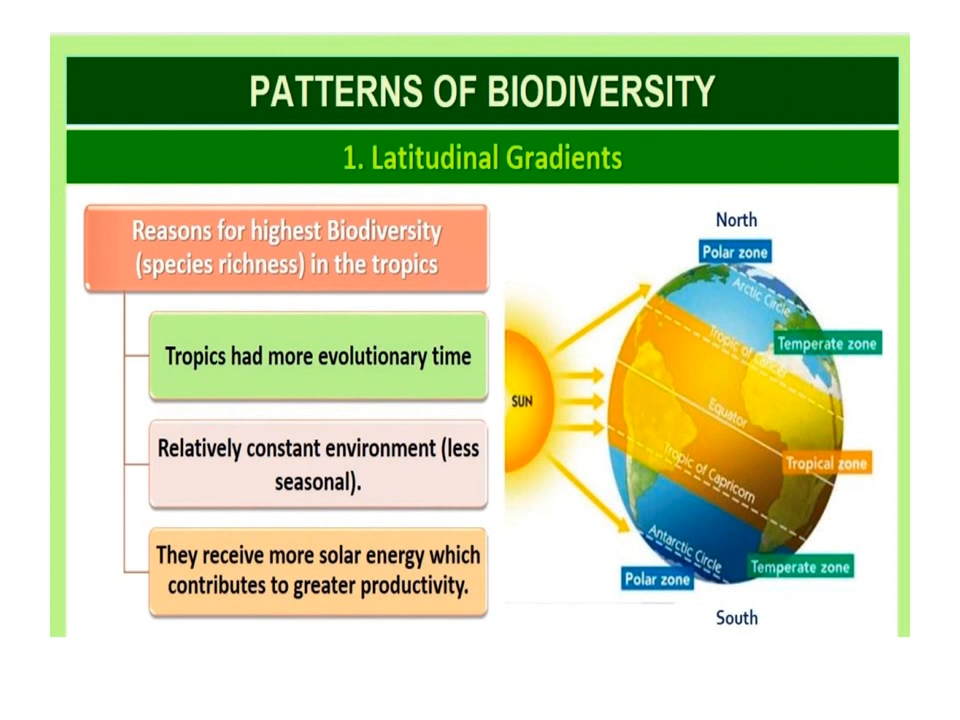 PATTERNS OF BIODIVERSITY
1. Latitudinal Gradients
Reasons for highest Biodiversity
(species richness) in the tropics
Tropics had more evolutionary time
Relatively constant environment (less
seasonal).
They receive more solar energy which
contributes to greater productivity.
North
Polar zone
Arctic Circle
Tropic of Cancer
Temperate zone
SUN
Equator
Tropic of Capricorn
Tropical zone
Antarctic Circle
Temperate zone
Polar zone
South